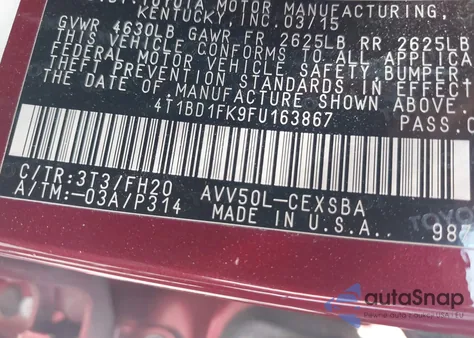 TOYOTA MOTOR MANUFACTURING,
KENTUCKY, INC. 03/15
GVWR 4630LB GAWR FR 2625LB RR 2625LB
THIS VEHICLE CONFORMS TO ALL APPLICA
FEDERAL MOTOR VEHICLE SAFETY, BUMPER,
THEFT PREVENTION STANDARDS IN EFFECT
THE DATE OF MANUFACTURE SHOWN ABOVE
4T1BD1FK9FU163867 PASS.C
C/TR:3T3/FH20 AVV50L-CEXSBA
A/TM:-03A/P314 MADE IN U.S.A. 98
autoSnap